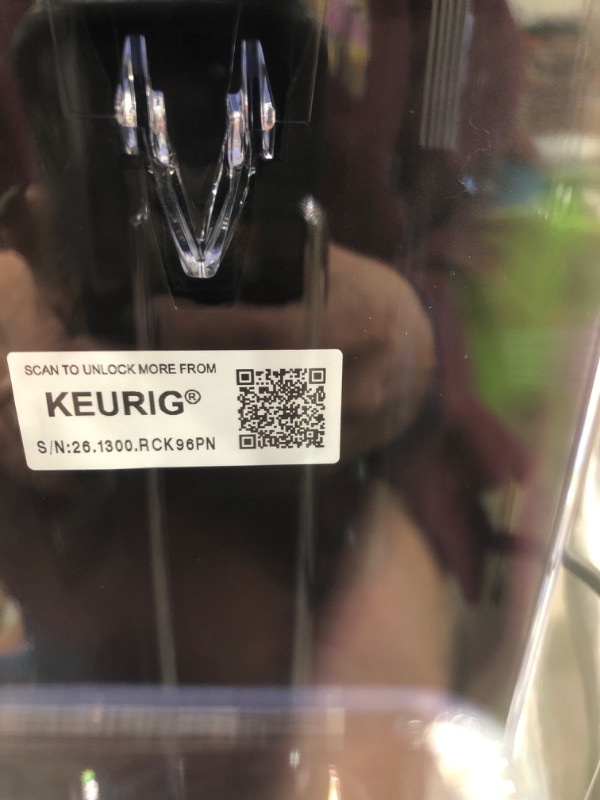 SCAN TO UNLOCK MORE FROM
KEURIG®
S/N:26.1300.RCK96PN